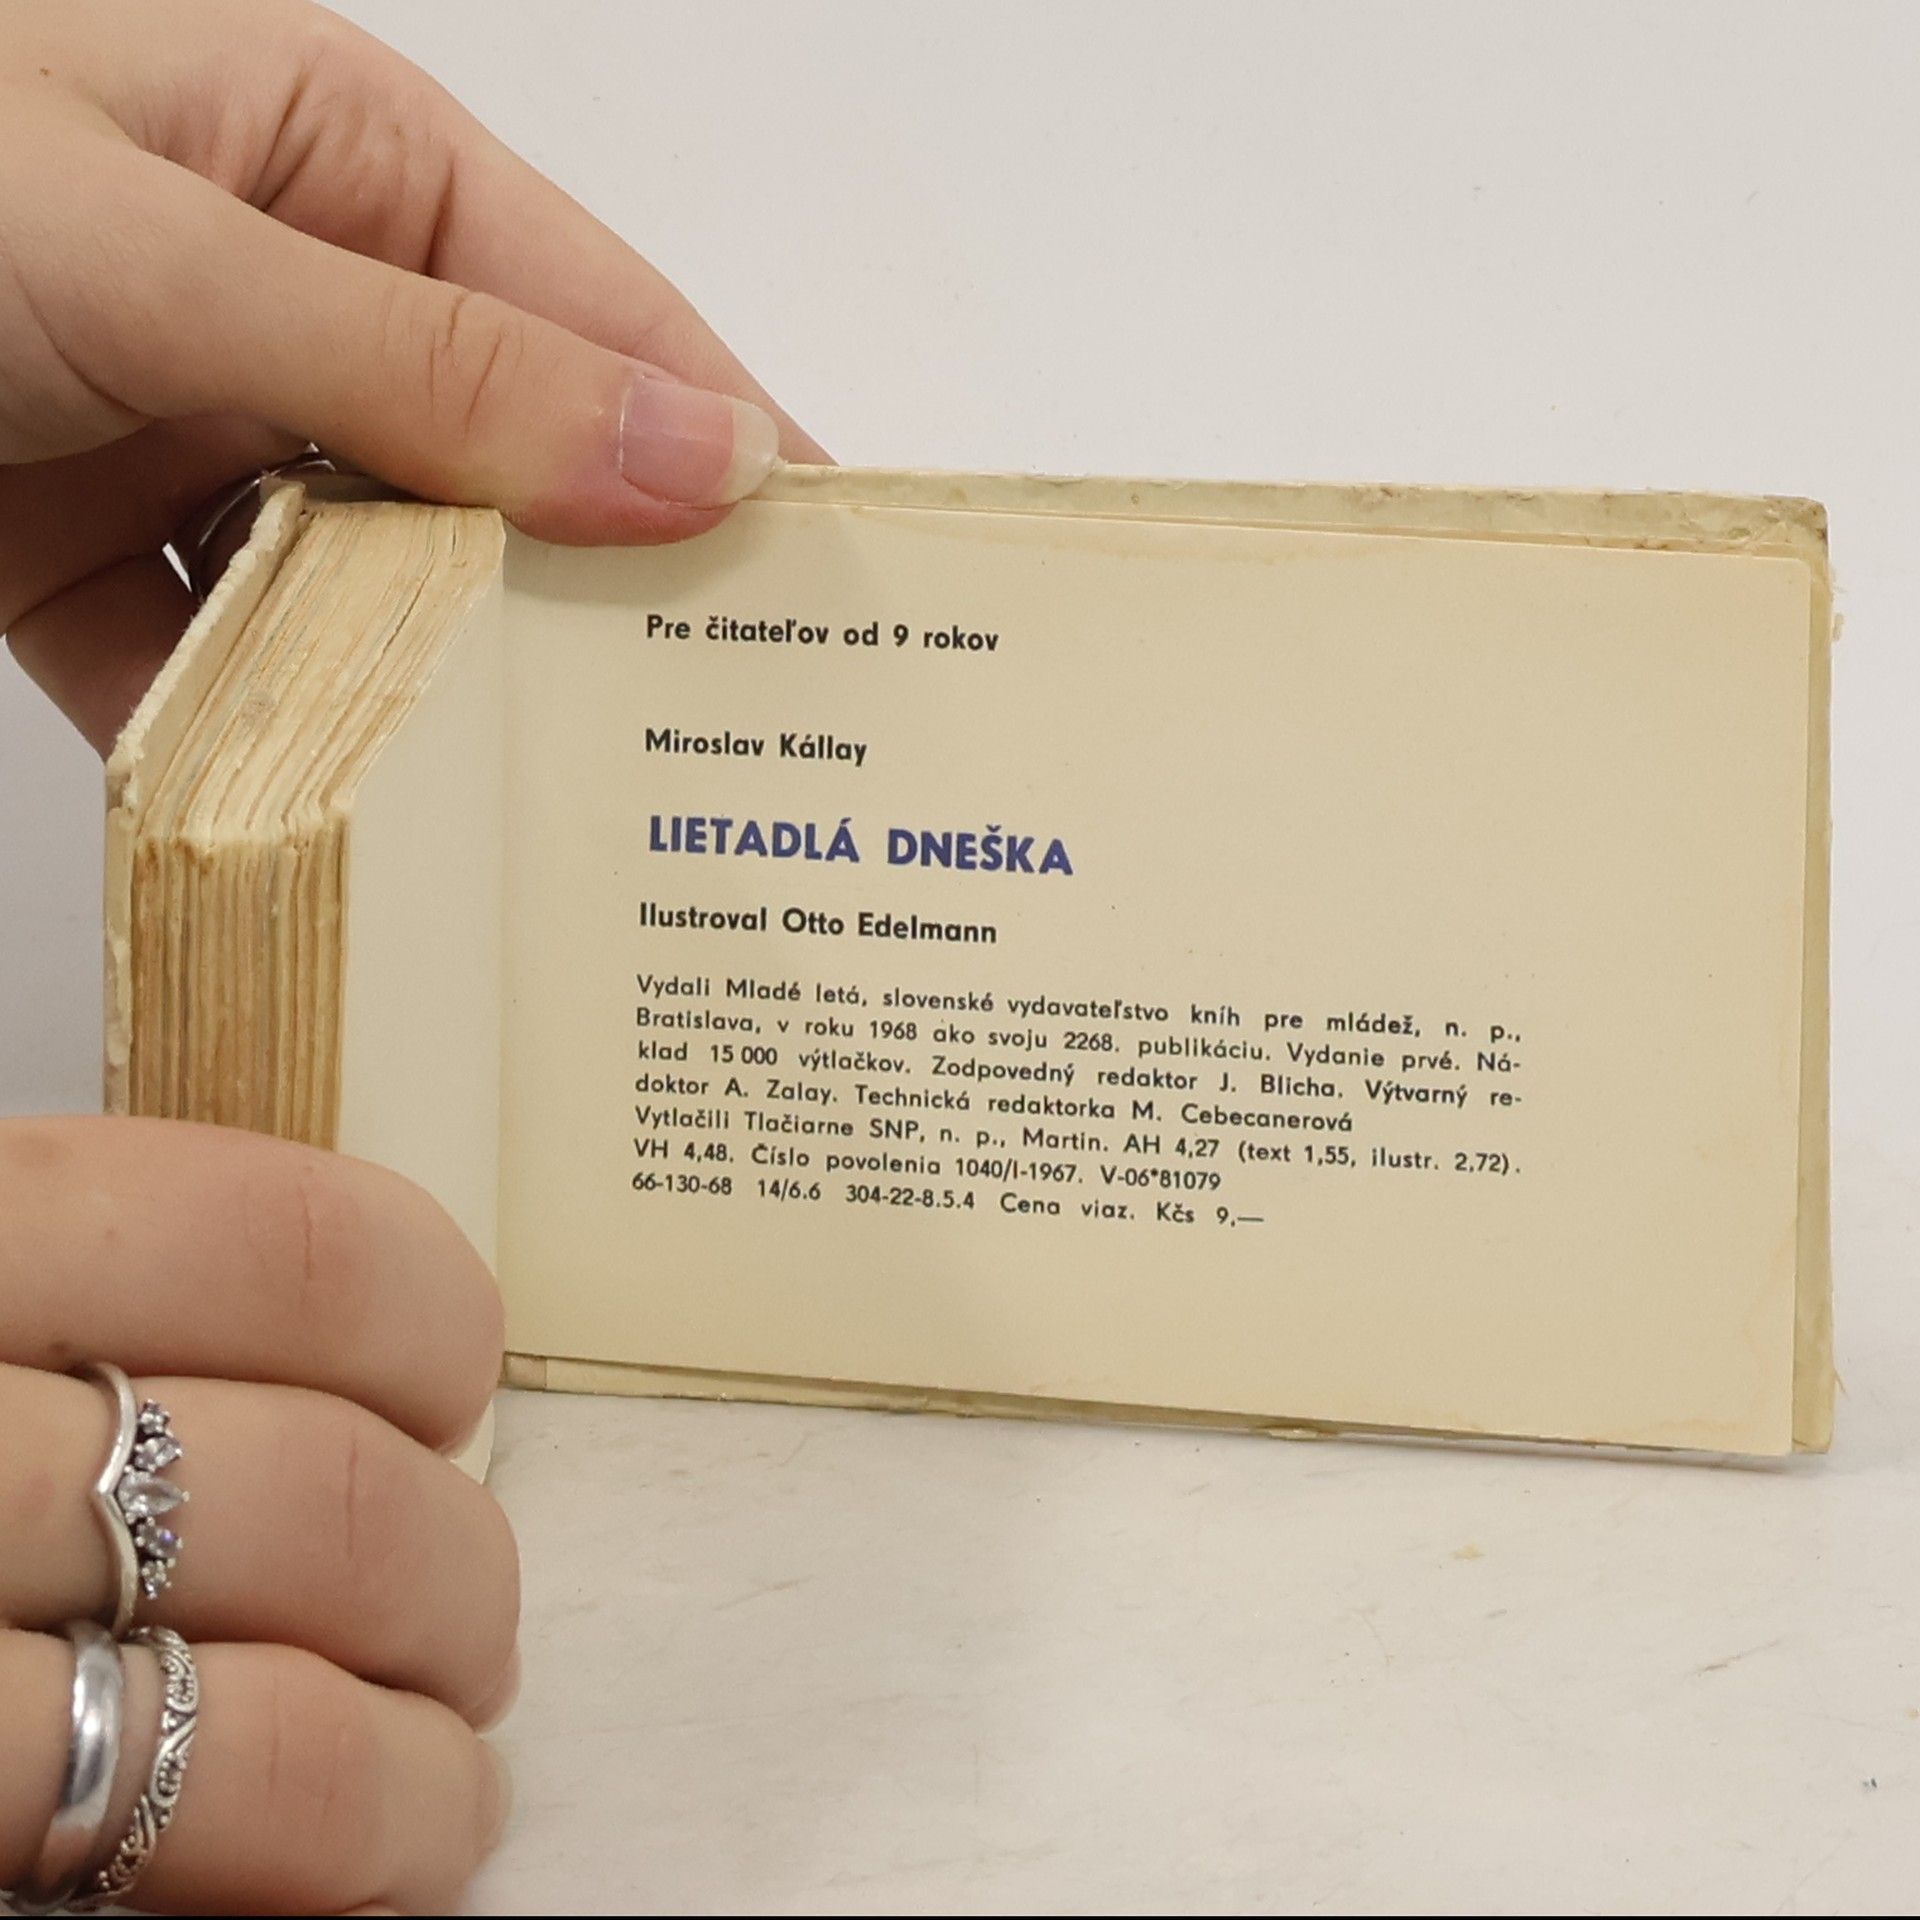 Pre čitateľov od 9 rokov
Miroslav Kállay
LIETADLÁ DNEŠKA
Ilustroval Otto Edelmann
Vydali Mladé letá, slovenské vydavateľstvo kníh pre mládež, n. p.,
Bratislava, v roku 1968 ako svoju 2268. publikáciu. Vydanie prvé. Ná-
klad 15 000 výtlačkov. Zodpovedný redaktor J. Blicha. Výtvarný re-
doktor A. Zalay. Technická redaktorka M. Cebecanerová
Vytlačili Tlačiarne SNP, n. p., Martin. AH 4,27 (text 1,55, ilustr. 2,72).
VH 4,48. Číslo povolenia 1040/I-1967. V-06*81079
66-130-68 14/6.6 304-22-8.5.4 Cena viaz. Kčs 9,—